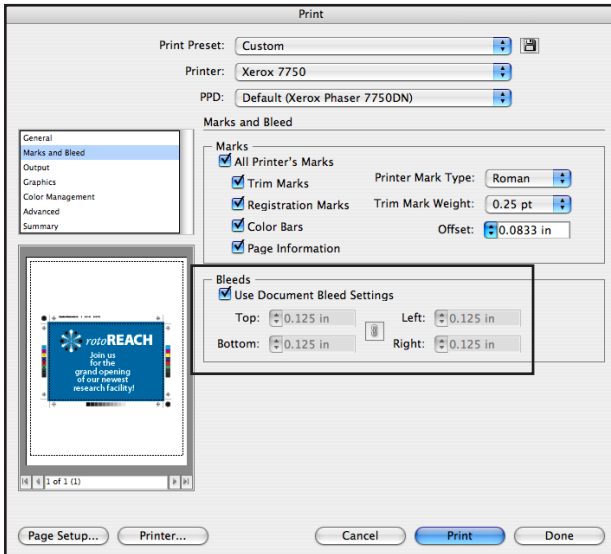 Print
Print Preset: Custom
Printer: Xerox 7750
PPD: Default (Xerox Phaser 7750DN)
General
Marks and Bleed
Output
Graphics
Color Management
Advanced
Summary
Marks and Bleed
Marks
All Printer's Marks
Trim Marks
Registration Marks
Color Bars
Page Information
Printer Mark Type: Roman
Trim Mark Weight: 0.25 pt
Offset: 0.0833 in
Bleeds
Use Document Bleed Settings
Top: 0.125 in Left: 0.125 in
Bottom: 0.125 in Right: 0.125 in
rotoREACH
Join us
for the
grand opening
of our newest
research facility!
1 of 1 (1)
Page Setup... Printer... Cancel Print Done